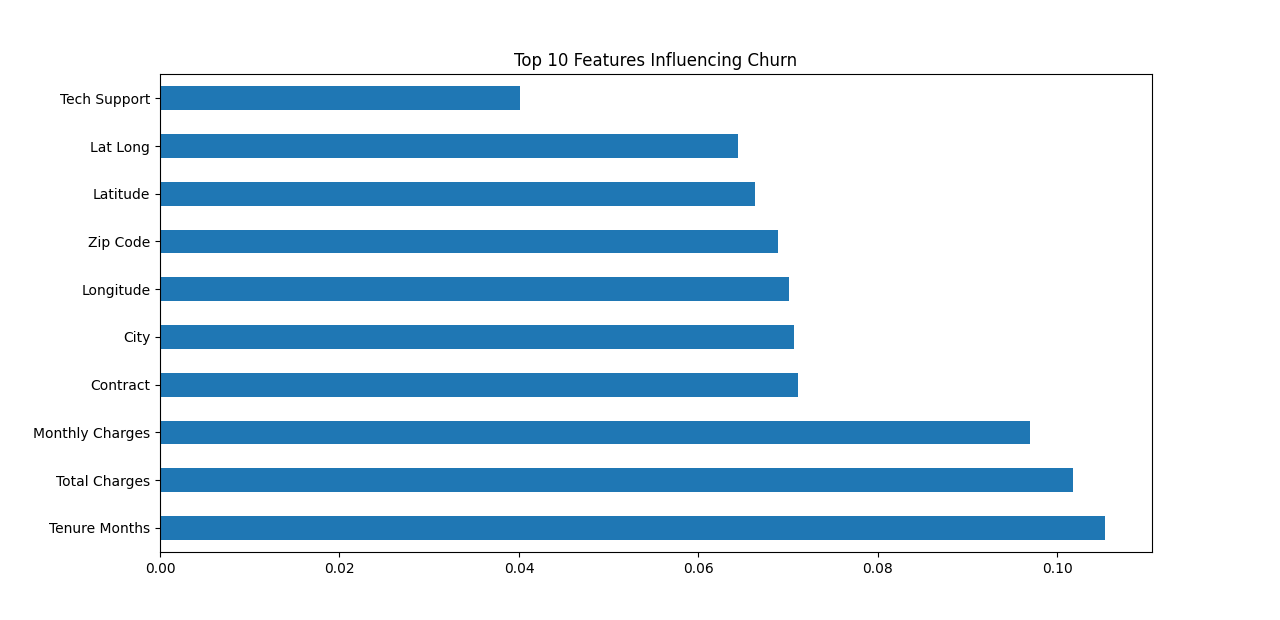 Top 10 Features Influencing Churn
Tech Support
Lat Long
Latitude
Zip Code
Longitude
City
Contract
Monthly Charges
Total Charges
Tenure Months
0.00 0.02 0.04 0.06 0.08 0.10